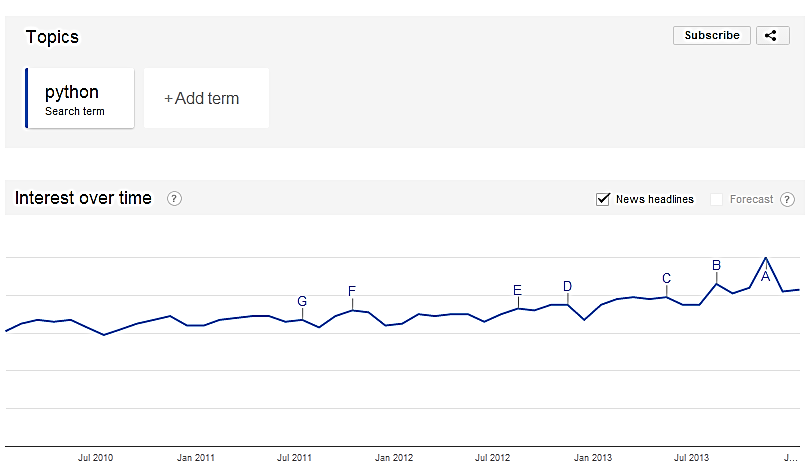 Topics
Subscribe
python
Search term
+Add term
Interest over time ?
News headlines
Forecast ?
A
B
C
D
E
F
G
Jul 2010 Jan 2011 Jul 2011 Jan 2012 Jul 2012 Jan 2013 Jul 2013 J...